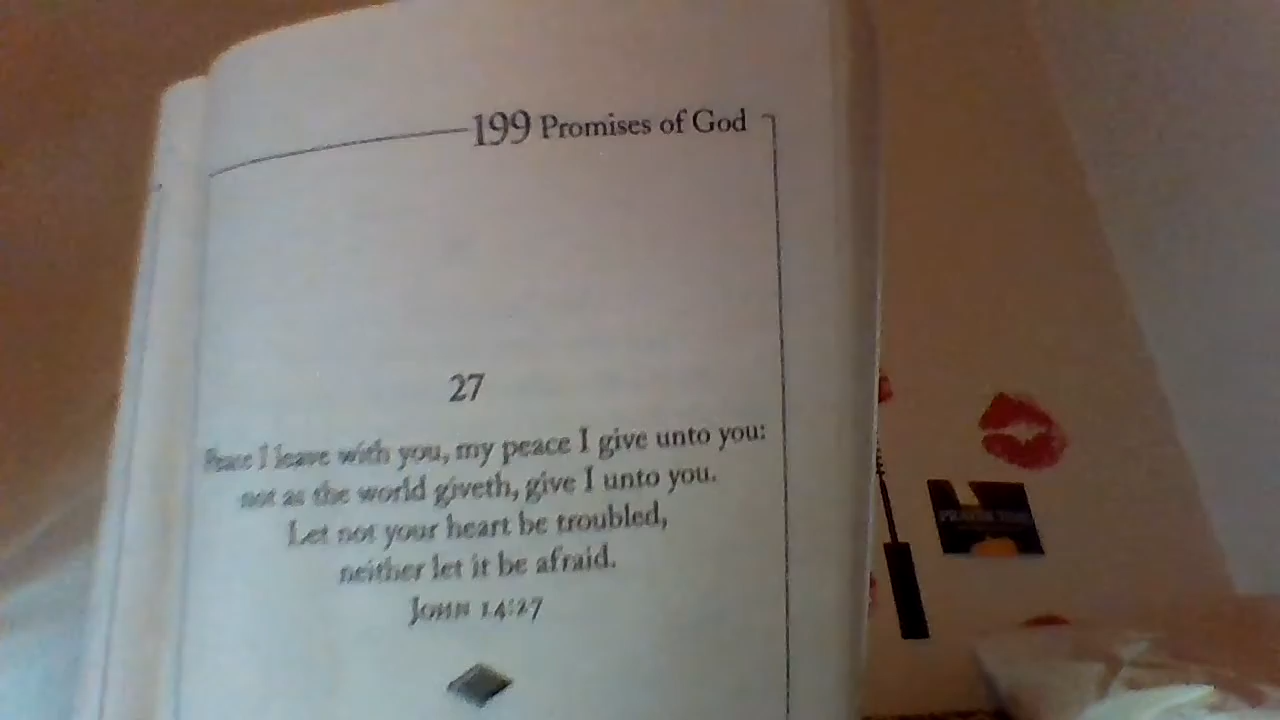 199 Promises of God
27
Peace I leave with you, my peace I give unto you:
not as the world giveth, give I unto you.
Let not your heart be troubled,
neither let it be afraid.
John 14:27